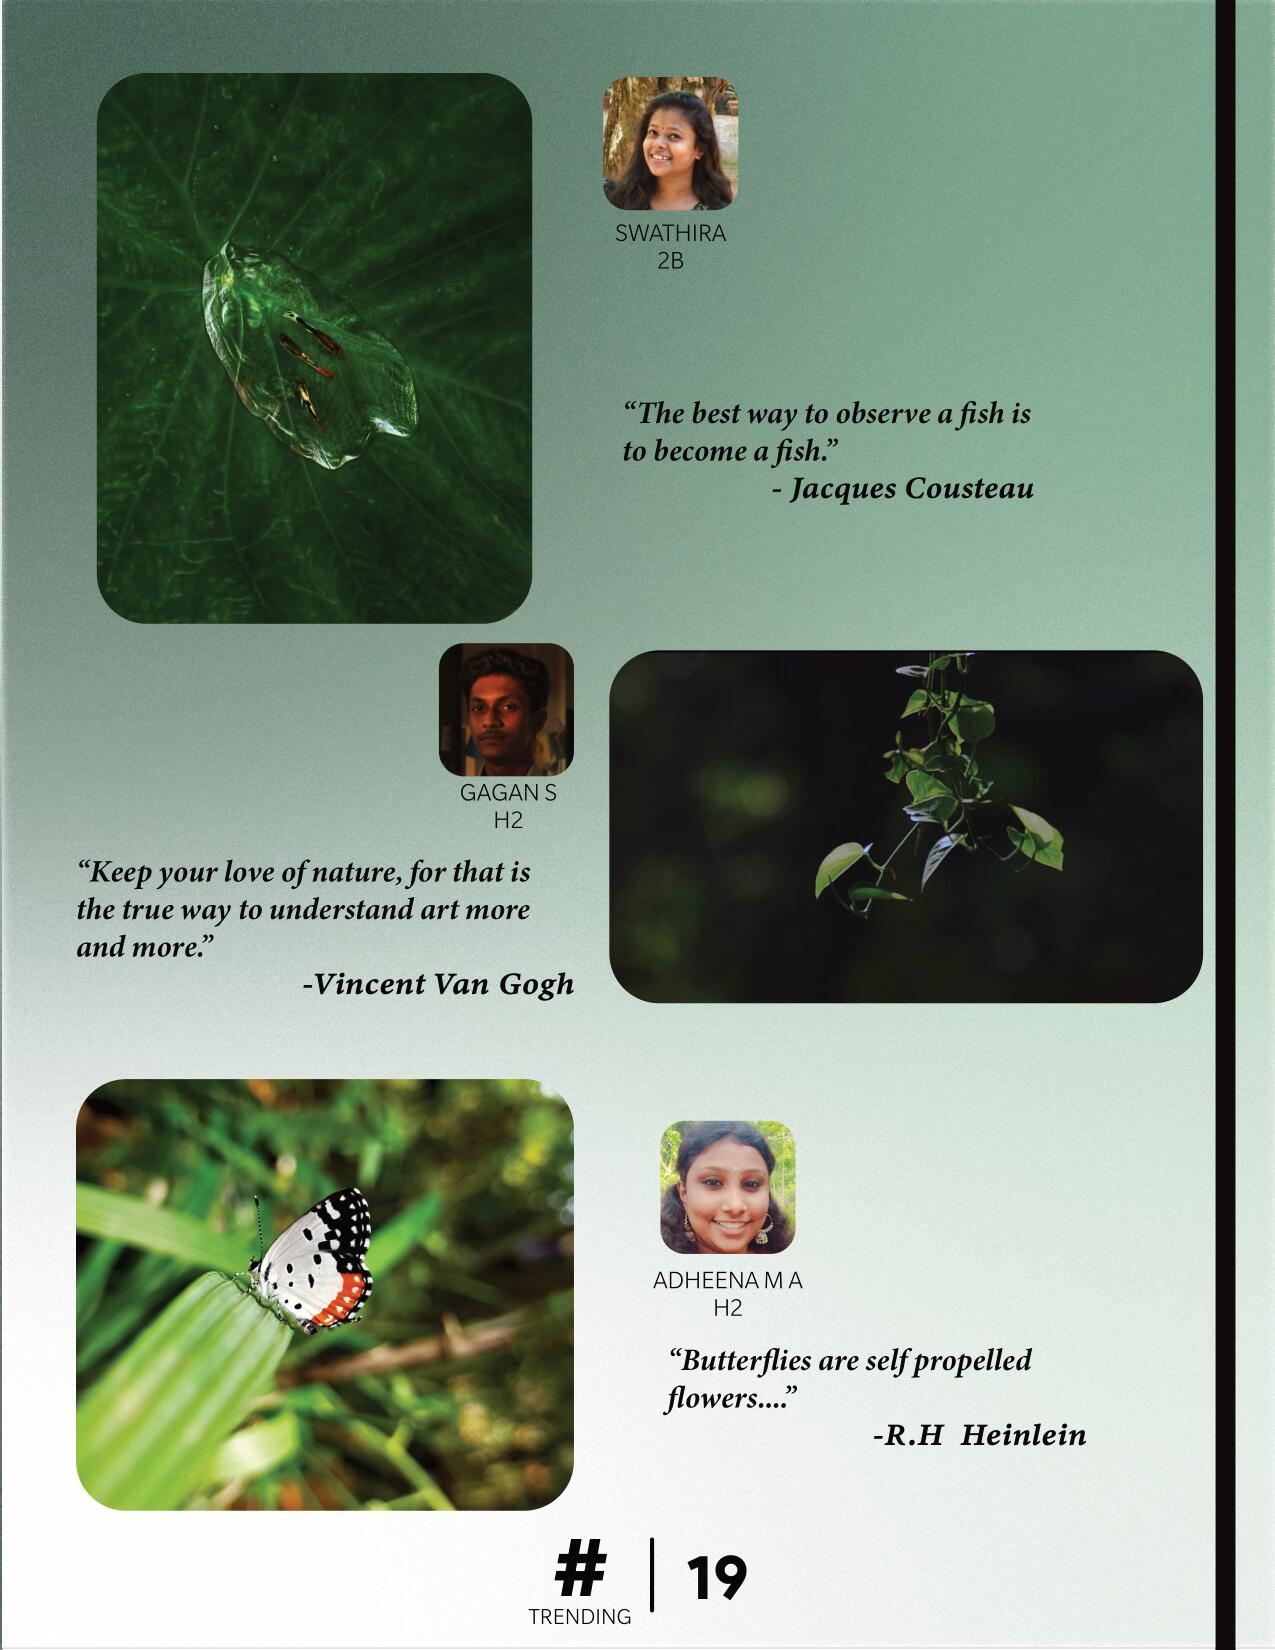 SWATHIRA
2B
“The best way to observe a fish is
to become a fish.”
- Jacques Cousteau
GAGAN S
H2
“Keep your love of nature, for that is
the true way to understand art more
and more.”
-Vincent Van Gogh
ADHEENA M A
H2
“Butterflies are self propelled
flowers....”
-R.H  Heinlein
# | 19
TRENDING